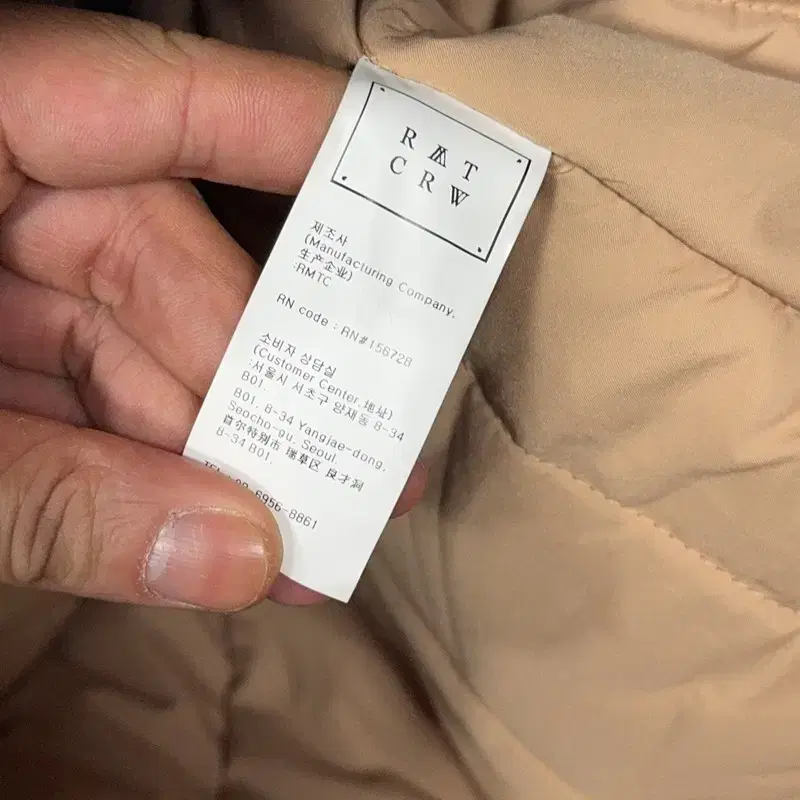 RMT
CRW
제조사
(Manufacturing Company.
生产企业)
:RMTC
RN code : RN#156728
소비자 상담실
(Customer Center.地址)
:서울시 서초구 양재동 8-34
B01.
B01, 8-34 Yangjae-dong,
Seocho-gu, Seoul.
首尔特别市 瑞草区 良才洞
8-34 B01.
6956-8861